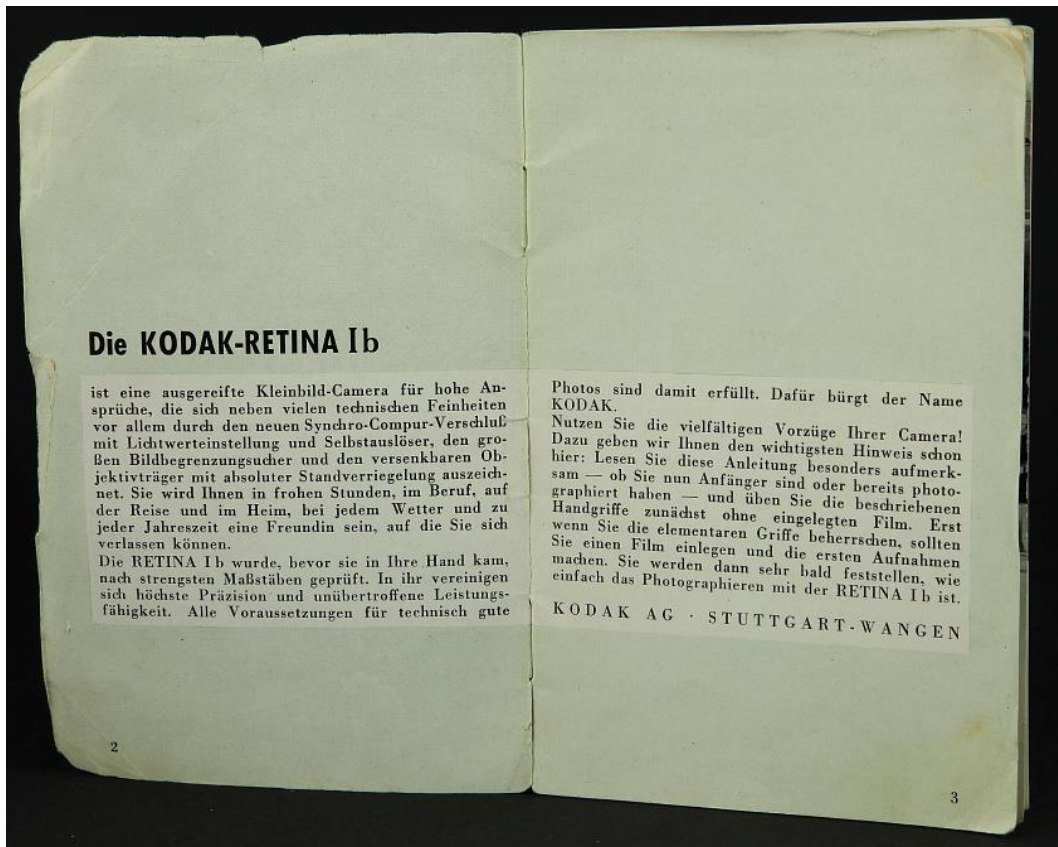 Die KODAK-RETINA Ib
ist eine ausgereifte Kleinbild-Camera für hohe An-
sprüche, die sich neben vielen technischen Feinheiten
vor allem durch den neuen Synchro-Compur-Verschluß
mit Lichtwerteinstellung und Selbstauslöser, den gro-
ßen Bildbegrenzungsucher und den versenkbaren Ob-
jektivträger mit absoluter Standverriegelung auszeich-
net. Sie wird Ihnen in frohen Stunden, im Beruf, auf
der Reise und im Heim, bei jedem Wetter und zu
jeder Jahreszeit eine Freundin sein, auf die Sie sich
verlassen können.
Die RETINA Ib wurde, bevor sie in Ihre Hand kam,
nach strengsten Maßstäben geprüft. In ihr vereinigen
sich höchste Präzision und unübertroffene Leistungs-
fähigkeit. Alle Voraussetzungen für technisch gute
2
Photos sind damit erfüllt. Dafür bürgt der Name
KODAK.
Nutzen Sie die vielfältigen Vorzüge Ihrer Camera!
Dazu geben wir Ihnen den wichtigsten Hinweis schon
hier: Lesen Sie diese Anleitung besonders aufmerk-
sam — ob Sie nun Anfänger sind oder bereits photo-
graphiert haben — und üben Sie die beschriebenen
Handgriffe zunächst ohne eingelegten Film. Erst
wenn Sie die elementaren Griffe beherrschen, sollten
Sie einen Film einlegen und die ersten Aufnahmen
machen. Sie werden dann sehr bald feststellen, wie
einfach das Photographieren mit der RETINA Ib ist.
KODAK AG · STUTTGART-WANGEN
3